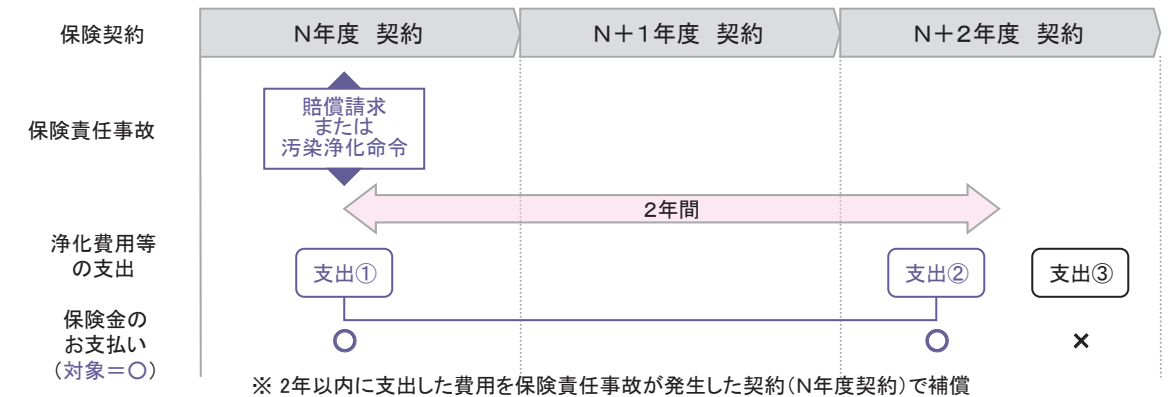 保険契約
N年度 契約
N+1年度 契約
N+2年度 契約
保険責任事故
賠償請求
または
汚染浄化命令
2年間
浄化費用等
の支出
支出①
支出②
支出③
保険金の
お支払い
（対象＝〇）
〇
〇
×
※ 2年以内に支出した費用を保険責任事故が発生した契約（N年度契約）で補償